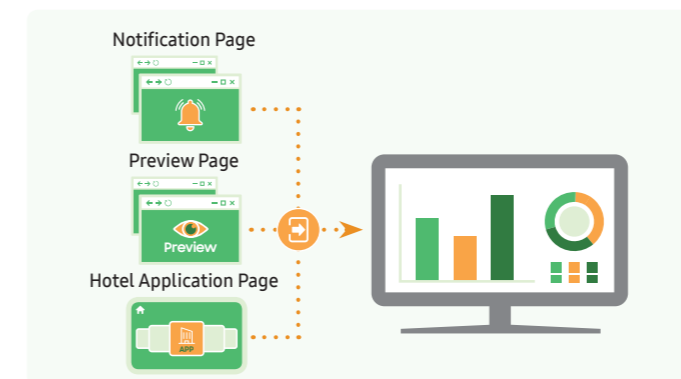 Notification Page
Preview Page
Preview
Hotel Application Page
APP